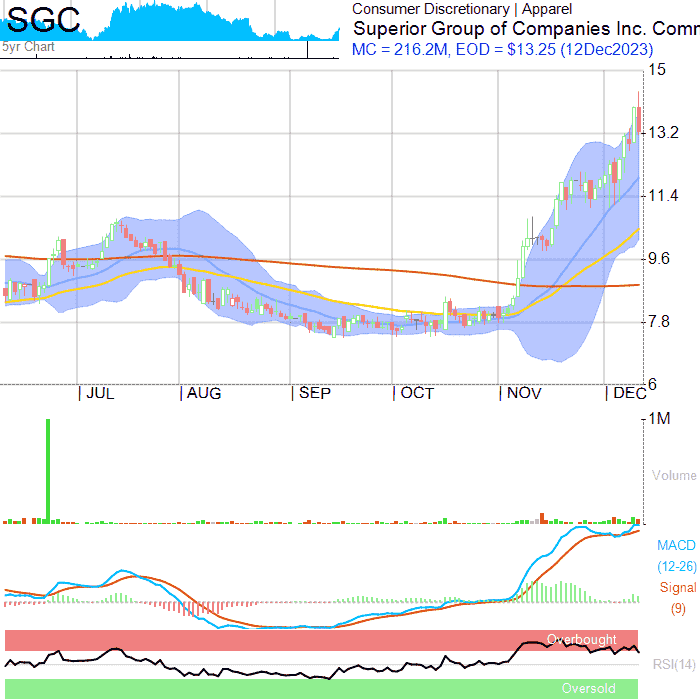 SGC
5yr Chart
Consumer Discretionary | Apparel
Superior Group of Companies Inc. Comm
MC = 216.2M, EOD = $13.25 (12Dec2023)
15
13.2
11.4
9.6
7.8
6
JUL AUG SEP OCT NOV DEC
1M
Volume
MACD
(12-26)
Signal
(9)
Overbought
RSI(14)
Oversold